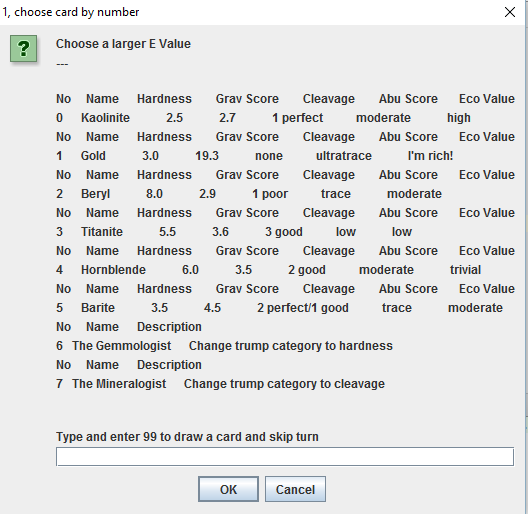 1, choose card by number
?
Choose a larger E Value
---
No Name Hardness Grav Score Cleavage Abu Score Eco Value
0 Kaolinite 2.5 2.7 1 perfect moderate high
No Name Hardness Grav Score Cleavage Abu Score Eco Value
1 Gold 3.0 19.3 none ultratrace I'm rich!
No Name Hardness Grav Score Cleavage Abu Score Eco Value
2 Beryl 8.0 2.9 1 poor trace moderate
No Name Hardness Grav Score Cleavage Abu Score Eco Value
3 Titanite 5.5 3.6 3 good low low
No Name Hardness Grav Score Cleavage Abu Score Eco Value
4 Hornblende 6.0 3.5 2 good moderate trivial
No Name Hardness Grav Score Cleavage Abu Score Eco Value
5 Barite 3.5 4.5 2 perfect/1 good trace moderate
No Name Description
6 The Gemmologist Change trump category to hardness
No Name Description
7 The Mineralogist Change trump category to cleavage
Type and enter 99 to draw a card and skip turn
OK Cancel